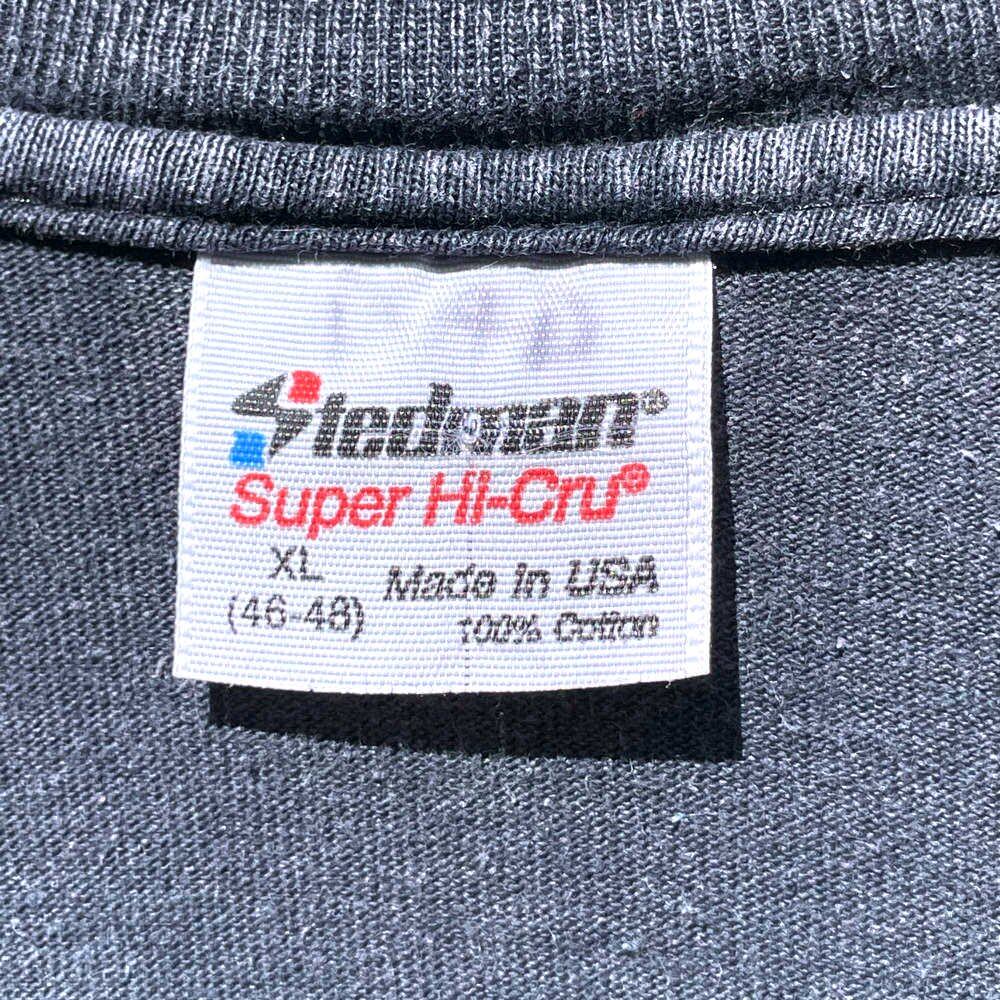 Stedman®
Super Hi-Cru®
XL
(46-48)
Made in USA
100% Cotton